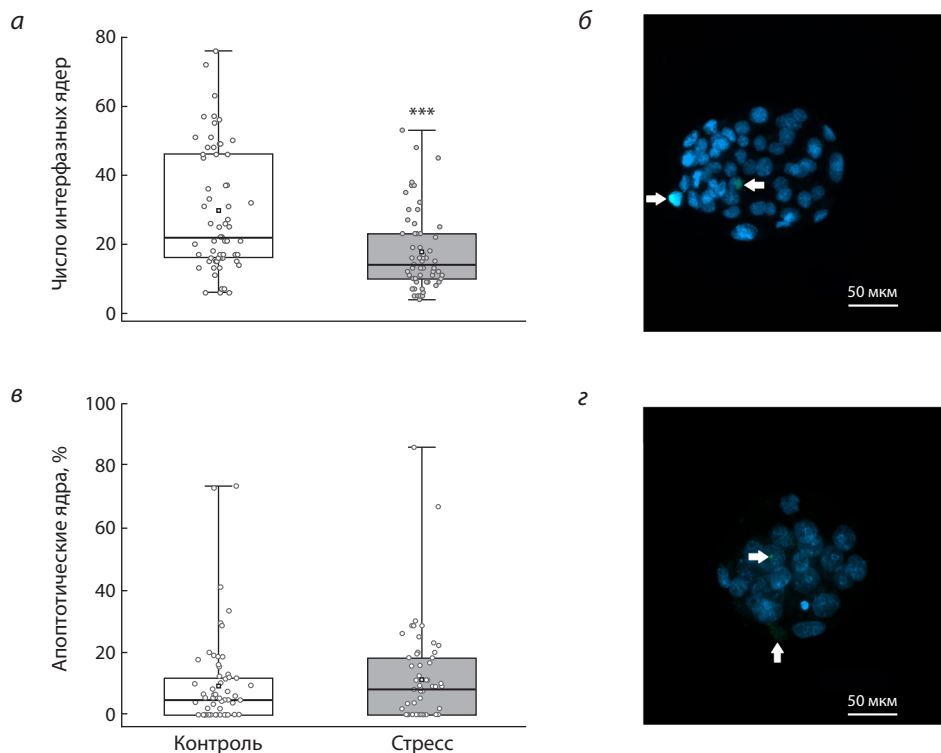 а
Число интерфазных ядер
80
60
40
20
0
***
б
50 мкм
в
Апоптотические ядра, %
100
80
60
40
20
0
Контроль
Стресс
г
50 мкм